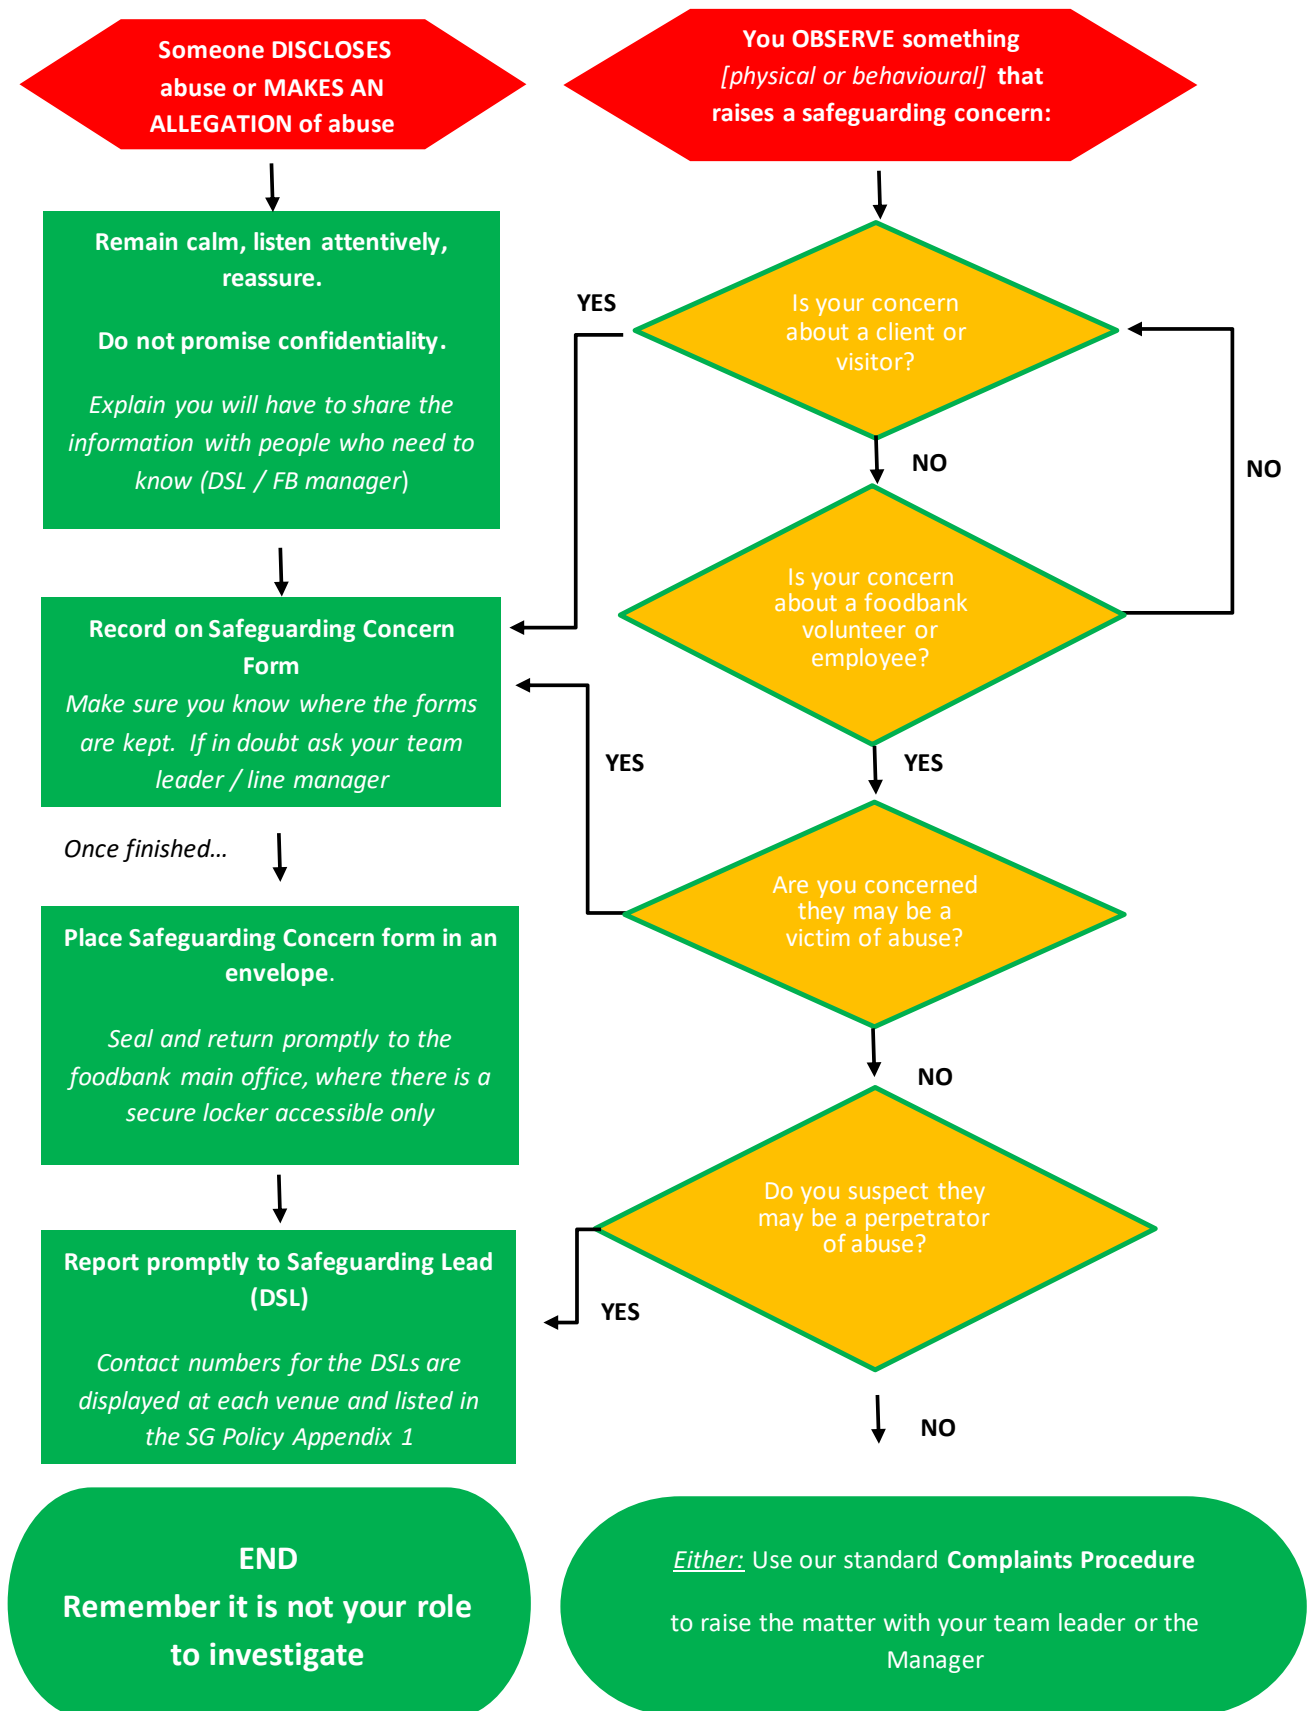 Someone DISCLOSES
abuse or MAKES AN
ALLEGATION of abuse
Remain calm, listen attentively,
reassure.
Do not promise confidentiality.
Explain you will have to share the
information with people who need to
know (DSL / FB manager)
Record on Safeguarding Concern
Form
Make sure you know where the forms
are kept. If in doubt ask your team
leader / line manager
Once finished...
Place Safeguarding Concern form in an
envelope.
Seal and return promptly to the
foodbank main office, where there is a
secure locker accessible only
Report promptly to Safeguarding Lead
(DSL)
Contact numbers for the DSLs are
displayed at each venue and listed in
the SG Policy Appendix 1
END
Remember it is not your role
to investigate
You OBSERVE something
[physical or behavioural] that
raises a safeguarding concern:
Is your concern
about a client or
visitor?
YES
NO
Is your concern
about a foodbank
volunteer or
employee?
NO
YES
Are you concerned
they may be a
victim of abuse?
YES
NO
Do you suspect they
may be a perpetrator
of abuse?
YES
NO
Either: Use our standard Complaints Procedure
to raise the matter with your team leader or the
Manager